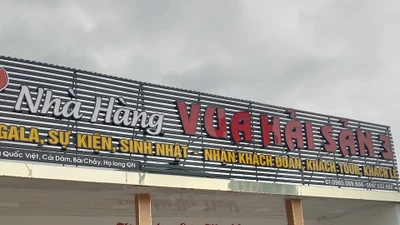 Nhà Hàng VUA HẢI SẢN 3
GALA, SỰ KIỆN, SINH NHẬT - NHẬN KHÁCH ĐOÀN, KHÁCH TOUR, KHÁCH LẺ
Quốc Việt, Cái Dăm, Bãi Cháy, Hạ long QN